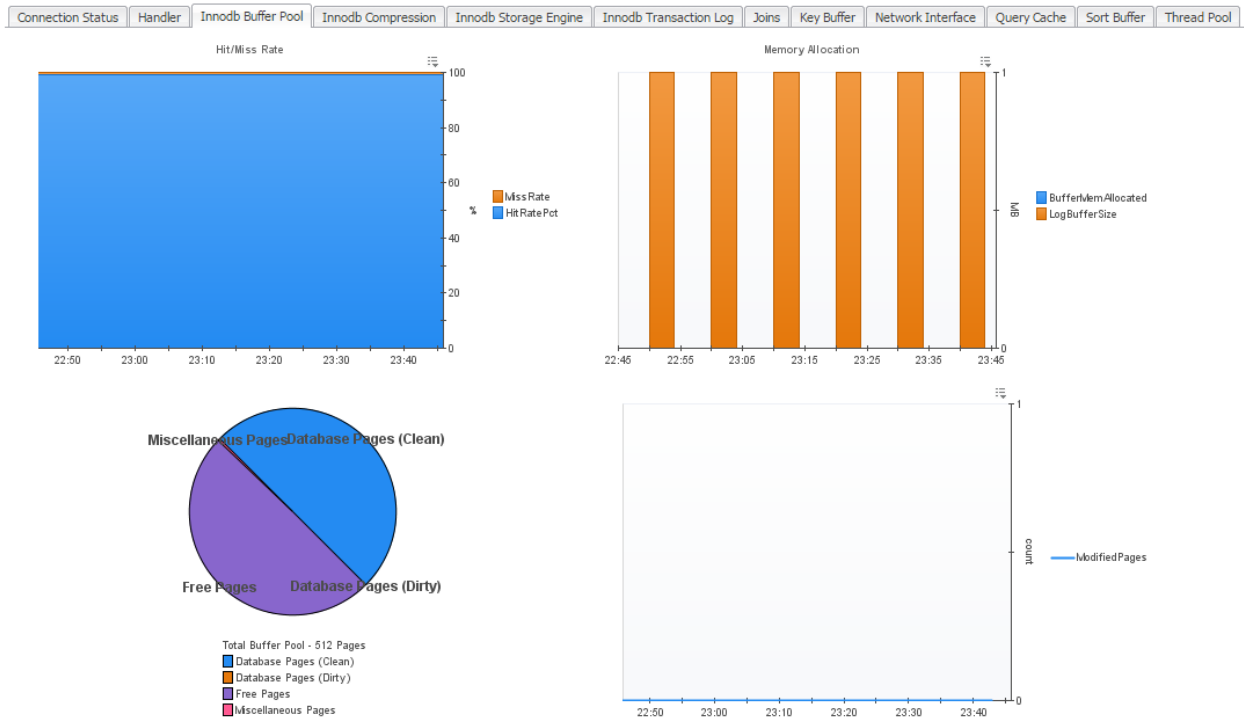 Connection Status Handler Innodb Buffer Pool Innodb Compression Innodb Storage Engine Innodb Transaction Log Joins Key Buffer Network Interface Query Cache Sort Buffer Thread Pool
Hit/Miss Rate
100
80
60
40
20
0
%
Miss Rate
Hit Rate Pct
22:50 23:00 23:10 23:20 23:30 23:40
Memory Allocation
1
0
MB
BufferMemAllocated
LogBufferSize
22:45 22:55 23:05 23:15 23:25 23:35 23:45
Miscellaneous Pages Database Pages (Clean)
Free Pages Database Pages (Dirty)
Total Buffer Pool - 512 Pages
Database Pages (Clean)
Database Pages (Dirty)
Free Pages
Miscellaneous Pages
1
0
count
Modified Pages
22:50 23:00 23:10 23:20 23:30 23:40